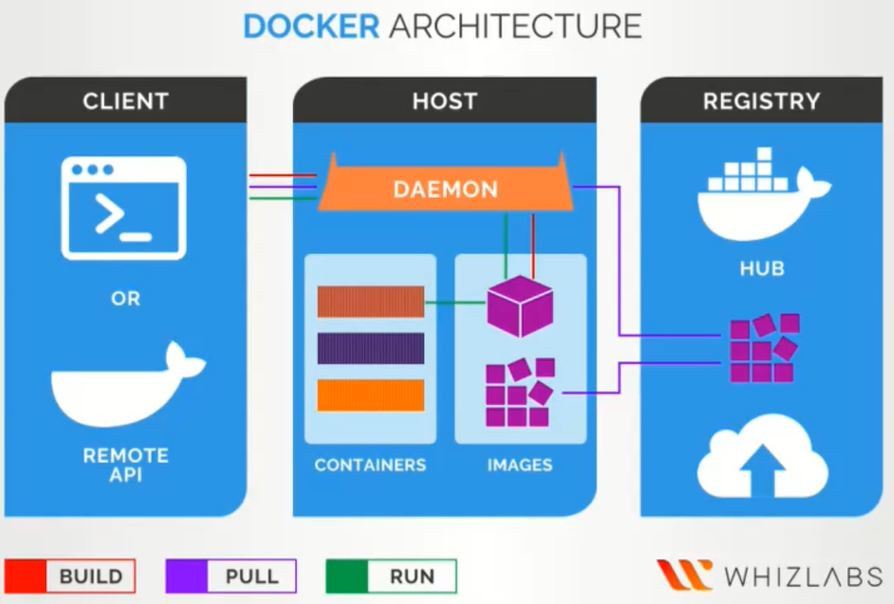 DOCKER ARCHITECTURE
CLIENT
HOST
REGISTRY
DAEMON
HUB
OR
REMOTE
API
CONTAINERS
IMAGES
BUILD
PULL
RUN
WHIZLABS